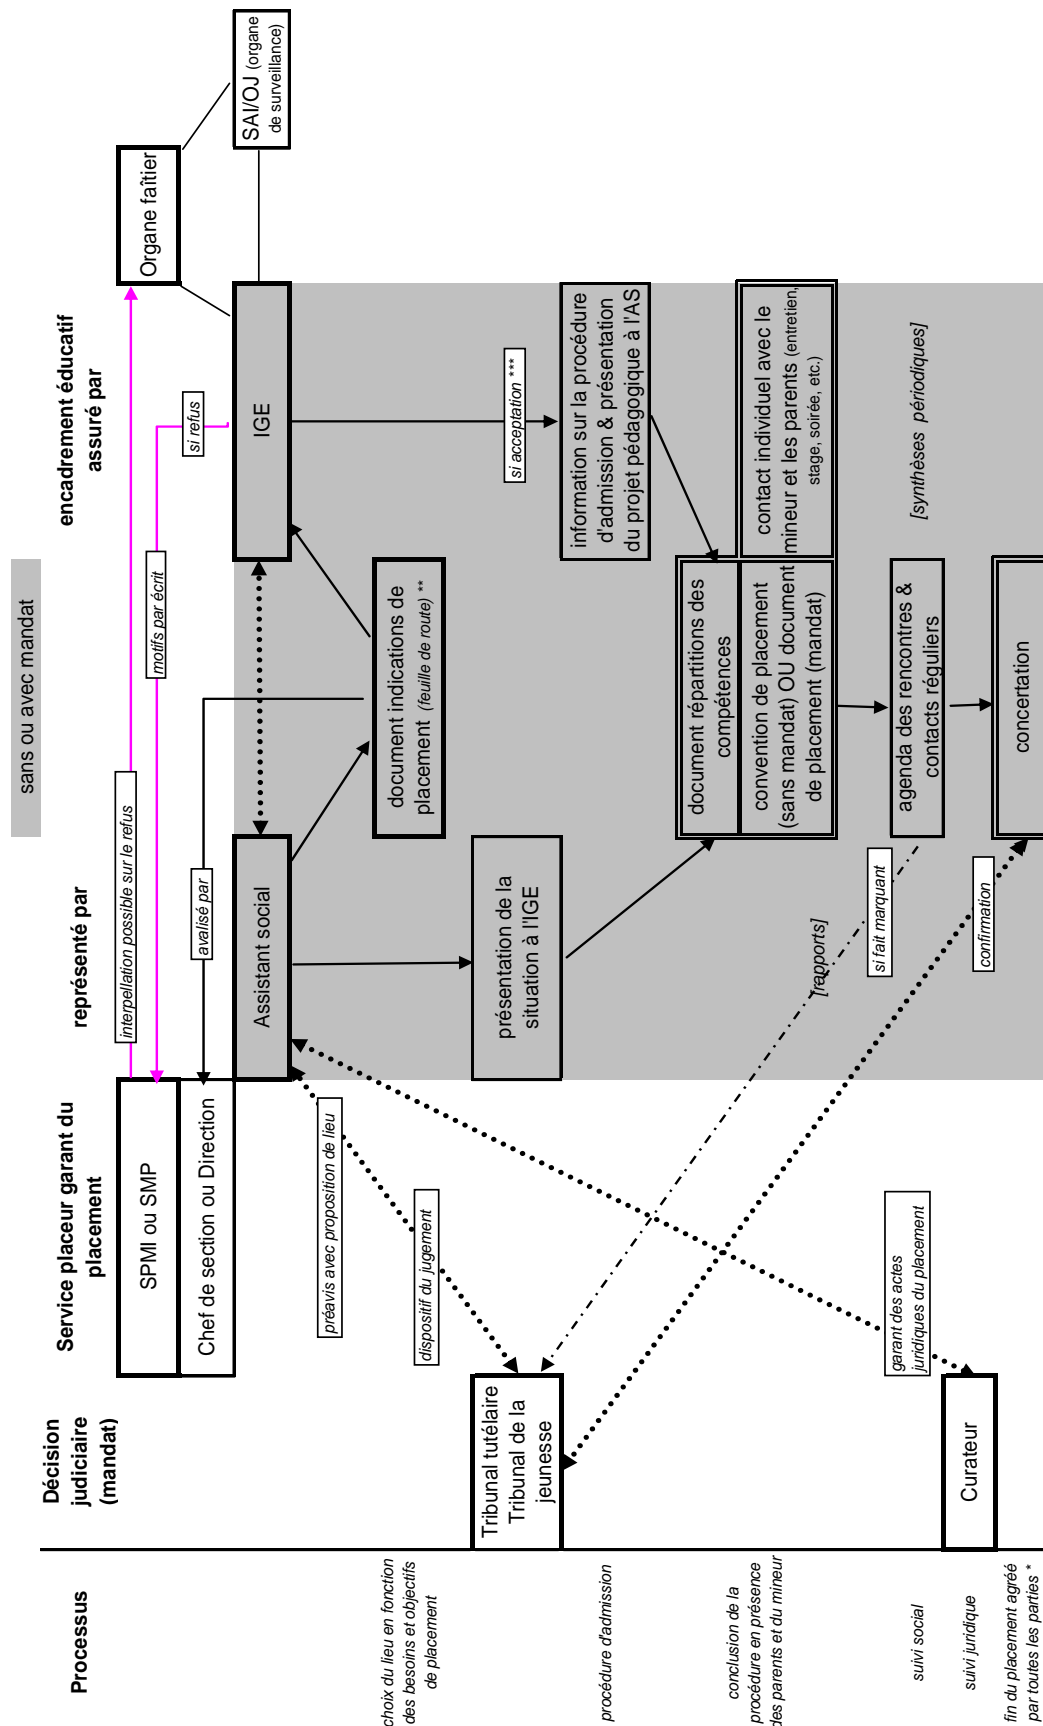 sans ou avec mandat
Processus
Décision
judiciaire
(mandat)
Service placeur garant du
placement
représenté par
encadrement éducatif
assuré par
interpellation possible sur le refus
motifs par écrit
si refus
avalisé par
SPMI ou SMP
Chef de section ou Direction
Organe faîtier
SAI/OJ (organe
de surveillance)
Assistant social
IGE
choix du lieu en fonction
des besoins et objectifs
de placement
préavis avec proposition de lieu
dispositif du jugement
document indications de
placement (feuille de route) **
Tribunal tutélaire
Tribunal de la
jeunesse
présentation de la
situation à l'IGE
si acceptation ***
procédure d'admission
information sur la procédure
d'admission & présentation
du projet pédagogique à l'AS
conclusion de la
procédure en présence
des parents et du mineur
document répartitions des
compétences
convention de placement
(sans mandat) OU document
de placement (mandat)
contact individuel avec le
mineur et les parents (entretien,
stage, soirée, etc.)
suivi social
[rapports]
si fait marquant
agenda des rencontres &
contacts réguliers
[synthèses périodiques]
suivi juridique
Curateur
garant des actes
juridiques du placement
confirmation
fin du placement agréé
par toutes les parties *
concertation